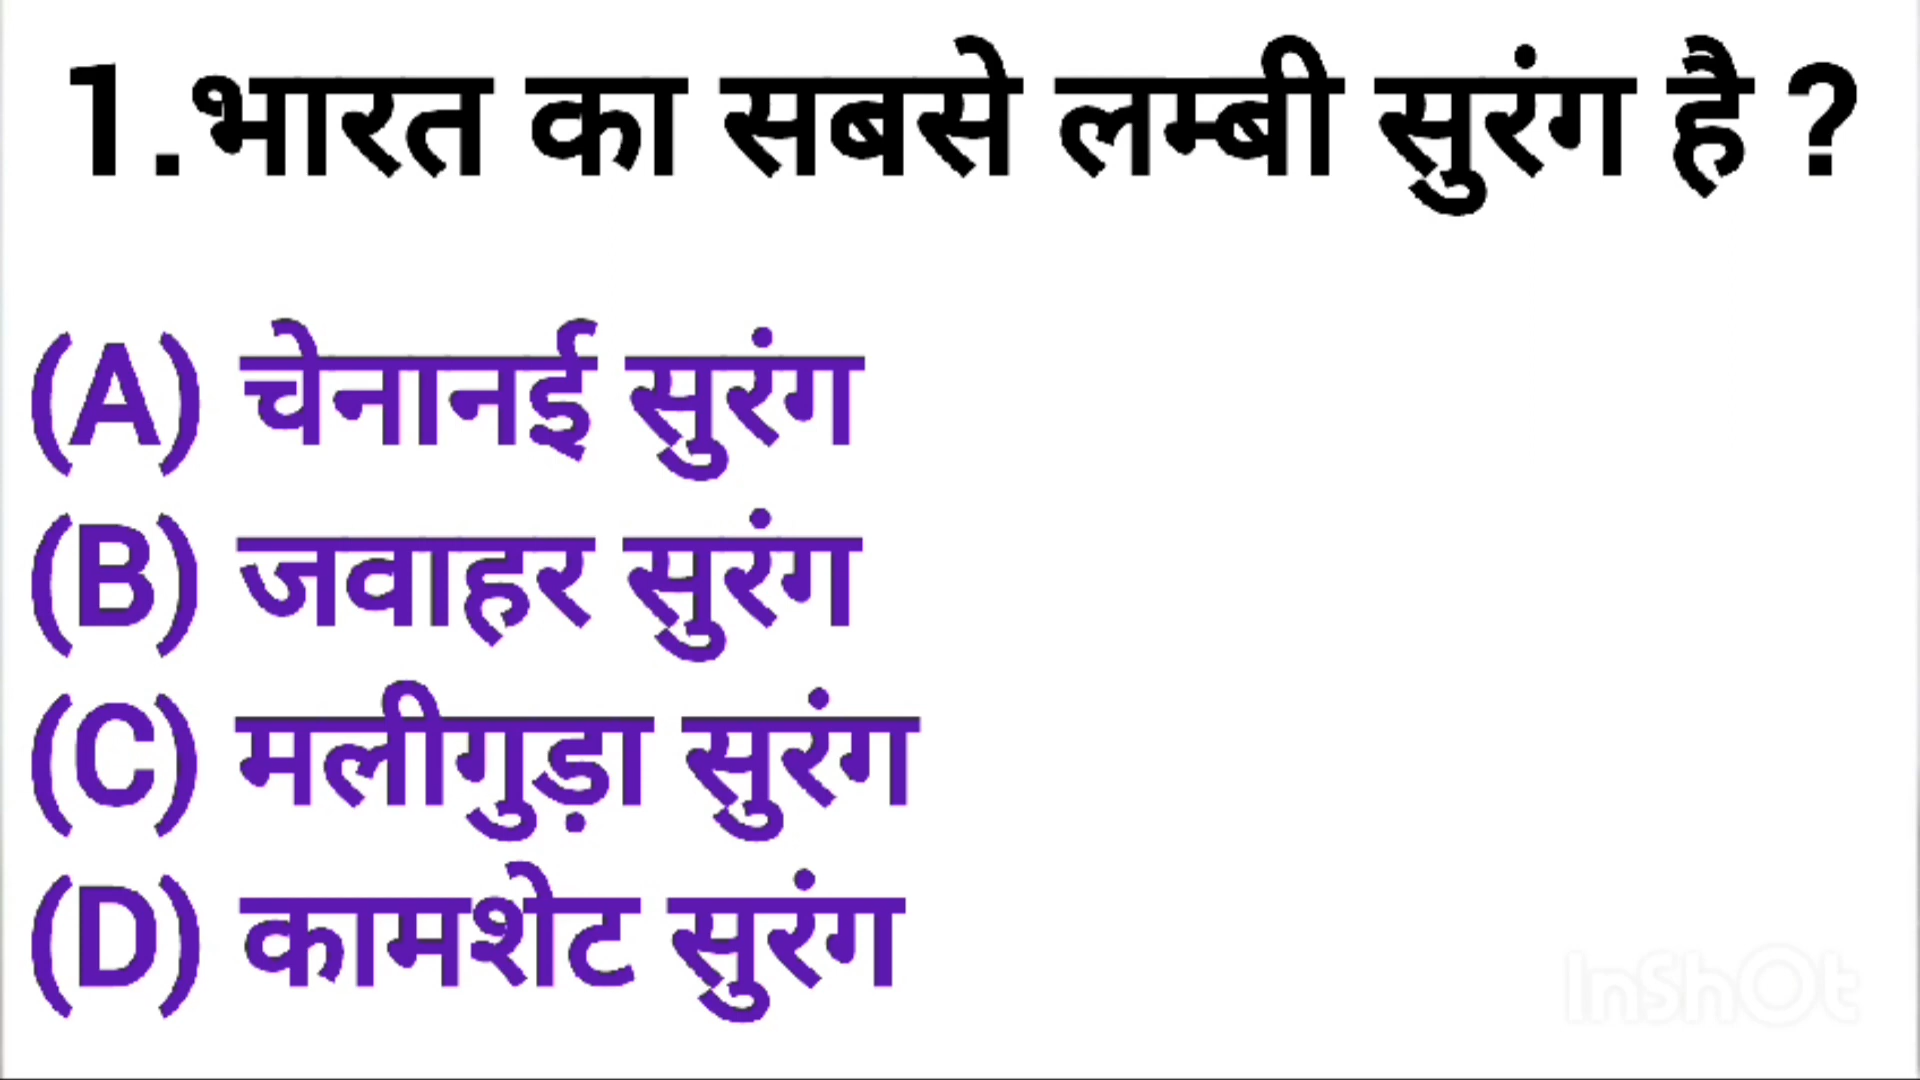 1.भारत का सबसे लम्बी सुरंग है ?
(A) चेनानई सुरंग
(B) जवाहर सुरंग
(C) मलीगुड़ा सुरंग
(D) कामशेट सुरंग
InShOt